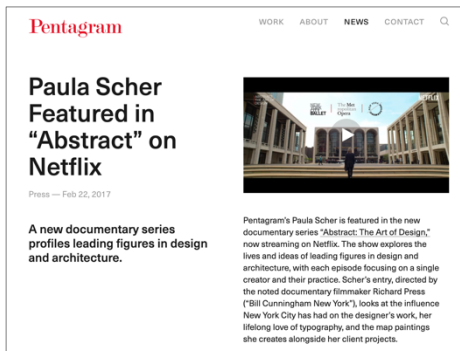 Pentagram
WORK ABOUT NEWS CONTACT
Paula Scher
Featured in
“Abstract” on
Netflix
Press — Feb 22, 2017
A new documentary series
profiles leading figures in design
and architecture.
The Met
Opera
Pentagram’s Paula Scher is featured in the new
documentary series “Abstract: The Art of Design,”
now streaming on Netflix. The show explores the
lives and ideas of leading figures in design and
architecture, with each episode focusing on a single
creator and their practice. Scher’s entry, directed by
the noted documentary filmmaker Richard Press
(“Bill Cunningham New York”), looks at the influence
New York City has had on the designer’s work, her
lifelong love of typography, and the map paintings
she creates alongside her client projects.